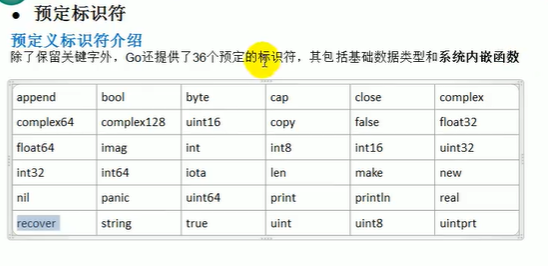 ● 预定标识符
预定义标识符介绍
除了保留关键字外，Go还提供了36个预定的标识符，其包括基础数据类型和系统内嵌函数
append bool byte cap close complex
complex64 complex128 uint16 copy false float32
float64 imag int int8 int16 uint32
int32 int64 iota len make new
nil panic uint64 print println real
recover string true uint uint8 uintprt